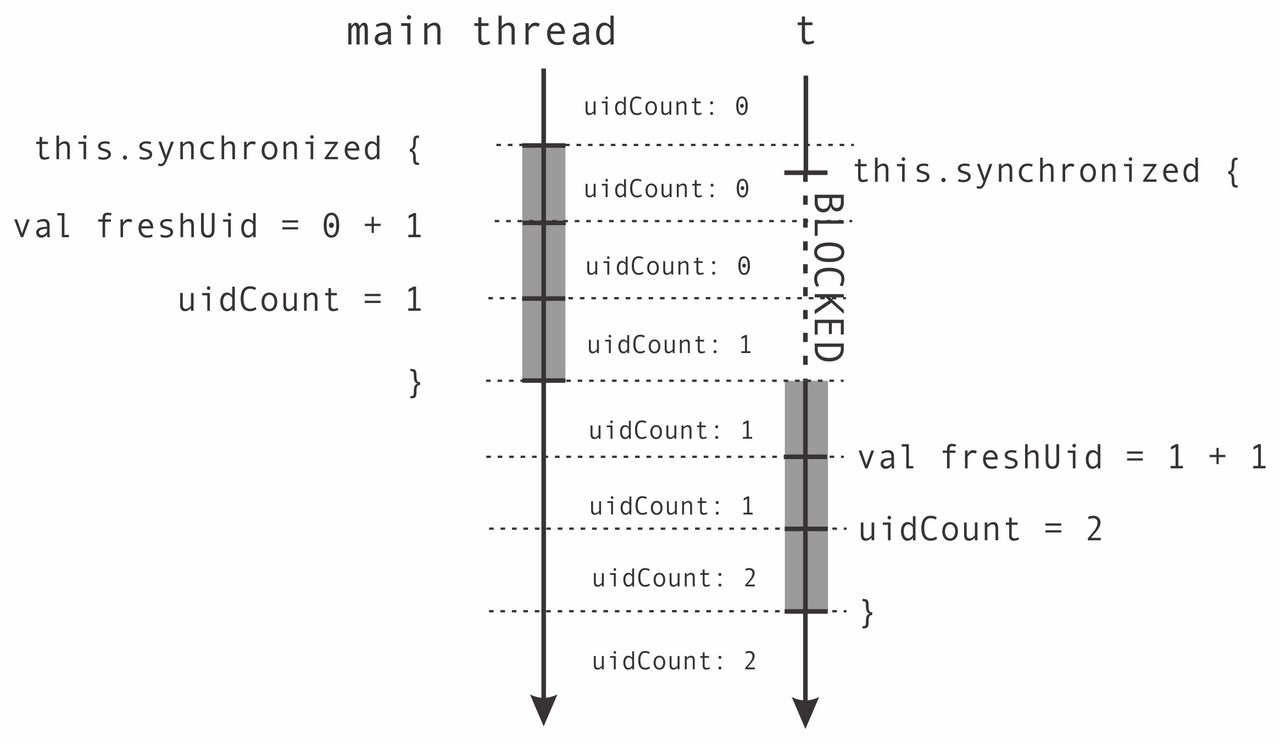 main thread
t
uidCount: 0
this.synchronized {
this.synchronized {
uidCount: 0
BLOCKED
val freshUid = 0 + 1
uidCount: 0
uidCount = 1
uidCount: 1
}
uidCount: 1
val freshUid = 1 + 1
uidCount: 1
uidCount = 2
uidCount: 2
}
uidCount: 2